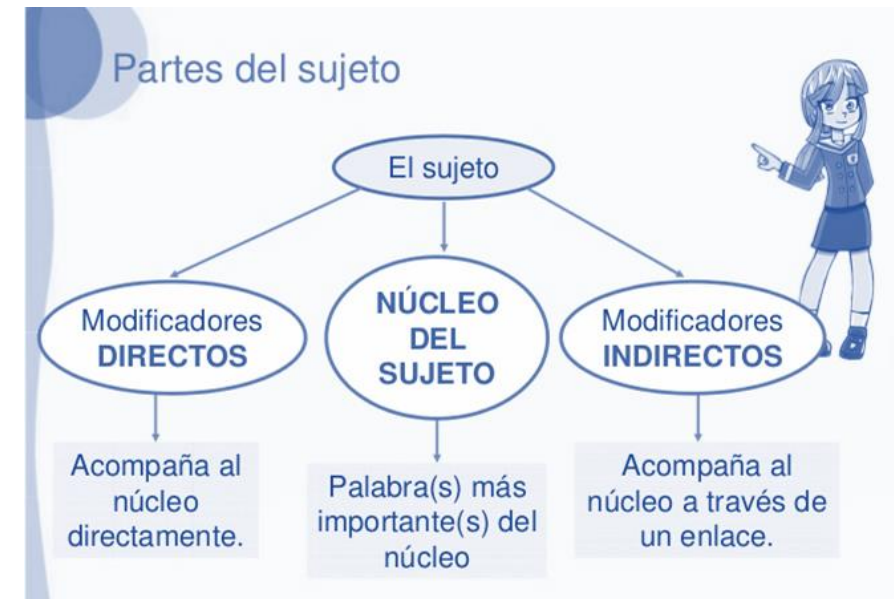 Partes del sujeto
El sujeto
Modificadores
DIRECTOS
NÚCLEO
DEL
SUJETO
Modificadores
INDIRECTOS
Acompaña al
núcleo
directamente.
Palabra(s) más
importante(s) del
núcleo
Acompaña al
núcleo a través de
un enlace.